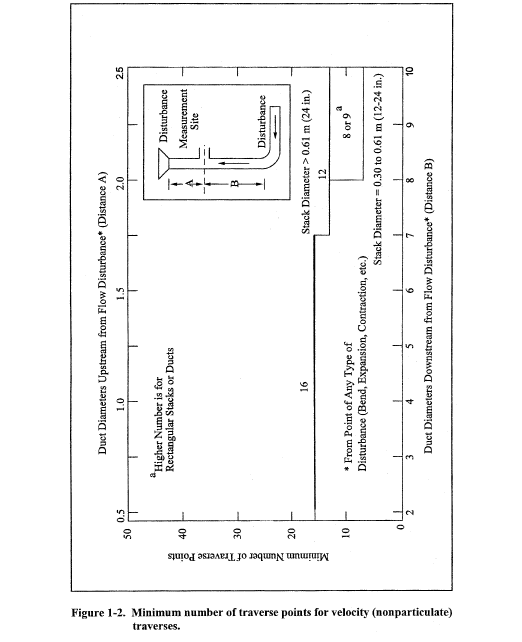 Duct Diameters Upstream from Flow Disturbance* (Distance A)
0.5 1.0 1.5 2.0 2.5
50
40
30
20
10
0
Minimum Number of Traverse Points
a Higher Number is for
Rectangular Stacks or Ducts
Disturbance
Measurement
Site
Disturbance
A
B
Stack Diameter > 0.61 m (24 in.)
16
12
8 or 9 a
Stack Diameter = 0.30 to 0.61 m (12-24 in.)
* From Point of Any Type of
Disturbance (Bend, Expansion, Contraction, etc.)
2 3 4 5 6 7 8 9 10
Duct Diameters Downstream from Flow Disturbance* (Distance B)
Figure 1-2. Minimum number of traverse points for velocity (nonparticulate)
traverses.